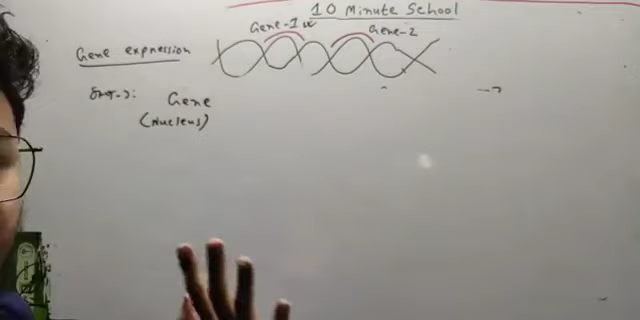 10 Minute School
Gene-1
Gene-2
Gene expression
ধাপ-১: Gene
(Nucleus)